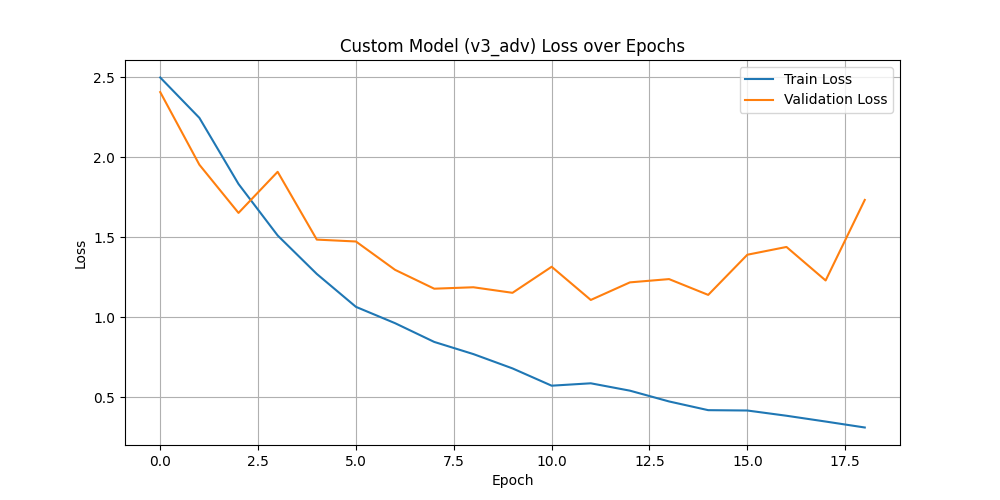 Custom Model (v3_adv) Loss over Epochs
Train Loss
Validation Loss
Loss
2.5
2.0
1.5
1.0
0.5
0.0 2.5 5.0 7.5 10.0 12.5 15.0 17.5
Epoch